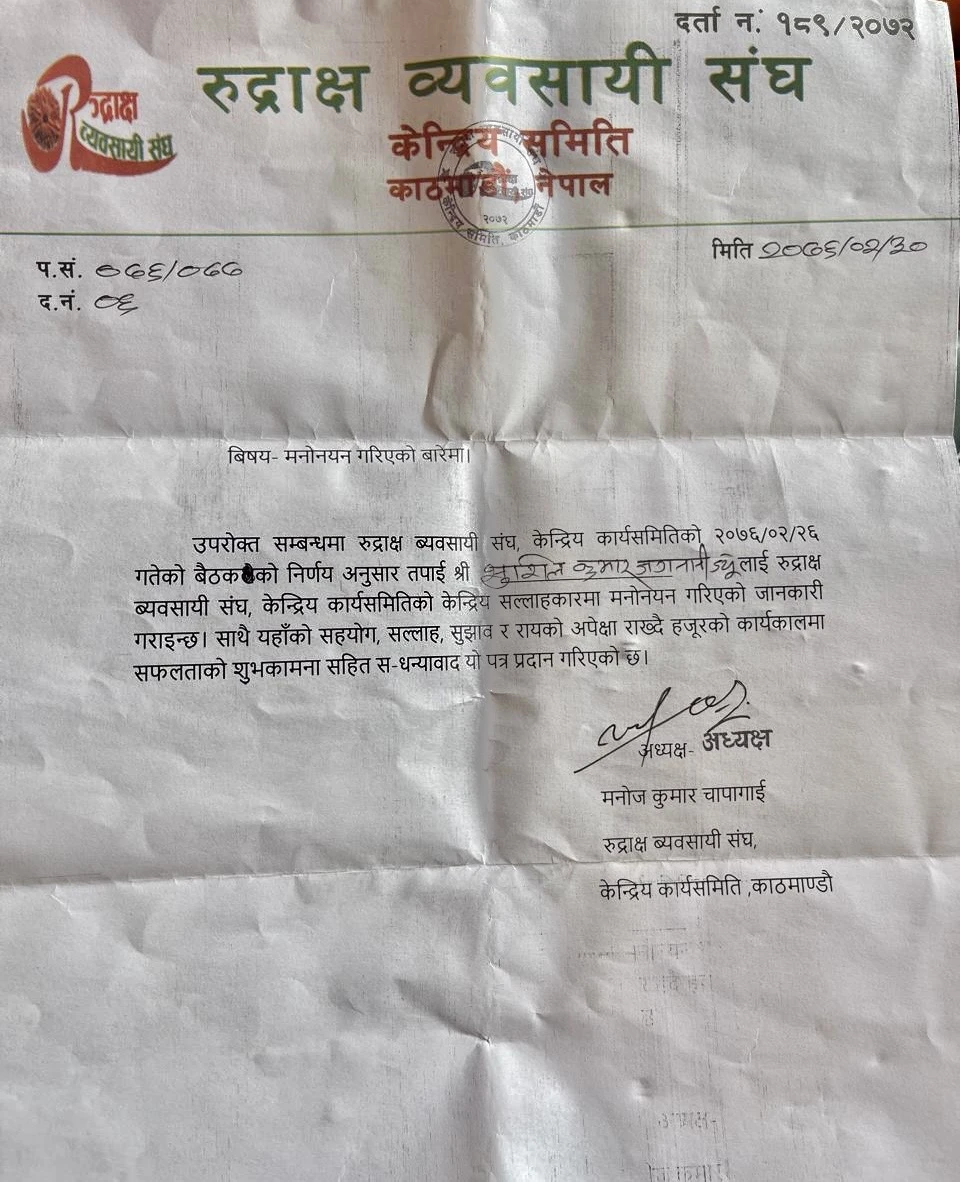 दर्ता न. १८९/२०७२
रुद्राक्ष व्यवसायी संघ
रुद्राक्ष
व्यवसायी संघ
केन्द्रिय समिति
काठमाडौं, नेपाल
२०७२
केन्द्रिय समिति, काठमाडौं
मिति २०७६/०२/३०
प.सं. ०७६/०७७
द.नं. ०६
बिषय- मनोनयन गरिएको बारेमा।
उपरोक्त सम्बन्धमा रुद्राक्ष ब्यवसायी संघ, केन्द्रिय कार्यसमितिको २०७६/०२/२६
गतेको बैठकको निर्णय अनुसार तपाई श्री कुमार ज्यूलाई रुद्राक्ष
ब्यवसायी संघ, केन्द्रिय कार्यसमितिको केन्द्रिय सल्लाहकारमा मनोनयन गरिएको जानकारी
गराइन्छ। साथै यहाँको सहयोग, सल्लाह, सुझाव र रायको अपेक्षा राख्दै हजूरको कार्यकालमा
सफलताको शुभकामना सहित स-धन्यावाद यो पत्र प्रदान गरिएको छ।
अध्यक्ष- अध्यक्ष
मनोज कुमार चापागाई
रुद्राक्ष ब्यवसायी संघ,
केन्द्रिय कार्यसमिति ,काठमाण्डौ